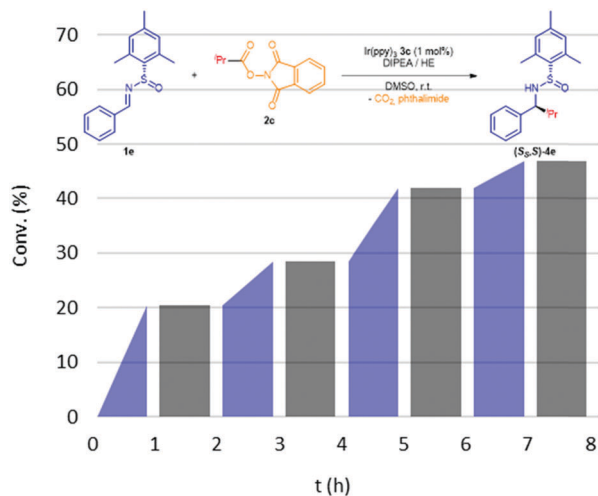 70
60
50
40
30
20
10
0
Conv. (%)
0 1 2 3 4 5 6 7 8
t (h)
S
N
O
1e
+
iPr
O
O
O
N
O
2c
Ir(ppy)3 3c (1 mol%)
DIPEA / HE
DMSO, r.t.
- CO2, phthalimide
S
HN
O
iPr
(SS,S)-4e